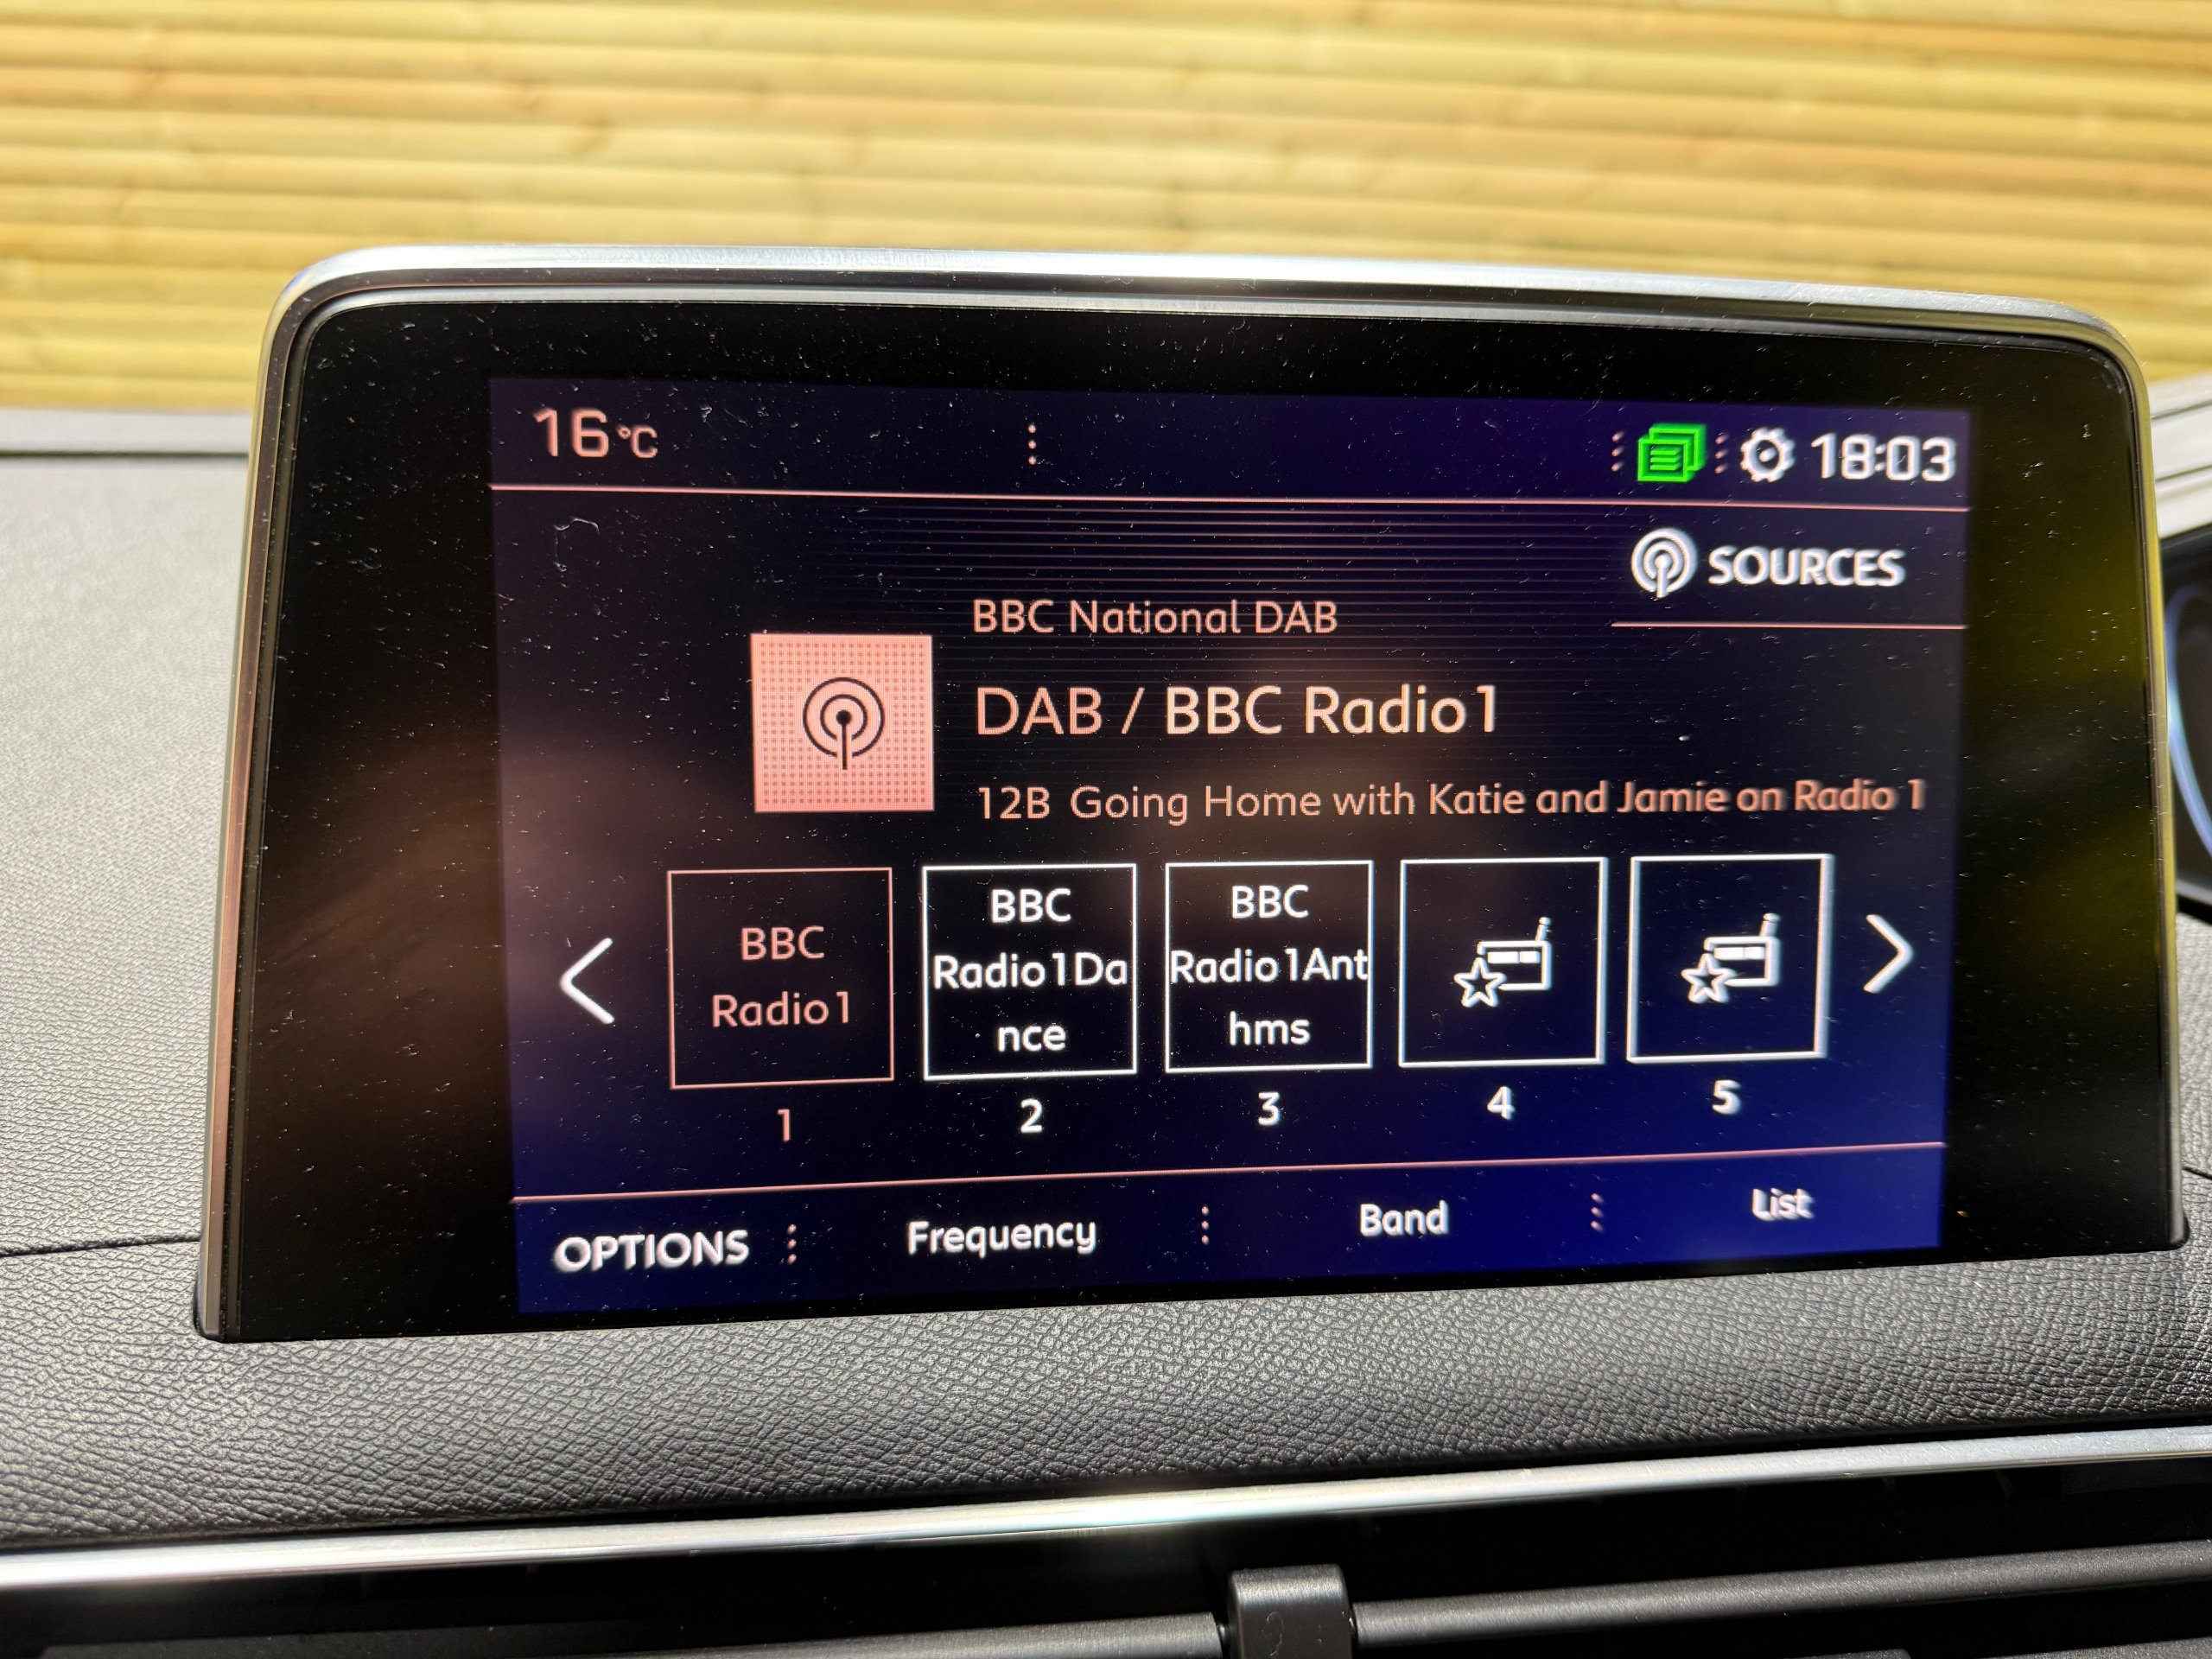 16°C
18:03
SOURCES
BBC National DAB
DAB / BBC Radio1
12B Going Home with Katie and Jamie on Radio 1
BBC
Radio1
BBC
Radio1Da
nce
BBC
Radio1Ant
hms
1
2
3
4
5
OPTIONS
Frequency
Band
List